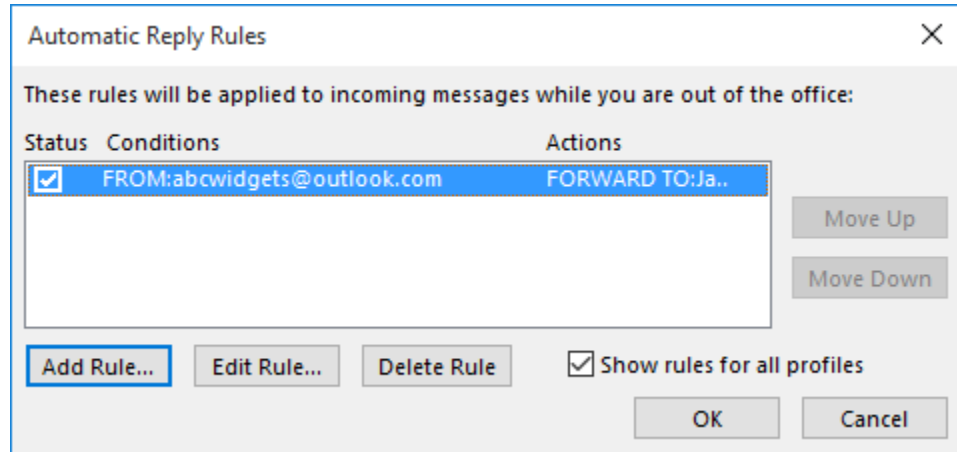 Automatic Reply Rules
These rules will be applied to incoming messages while you are out of the office:
Status Conditions Actions
FROM:abcwidgets@outlook.com FORWARD TO:Ja..
Move Up
Move Down
Add Rule... Edit Rule... Delete Rule Show rules for all profiles
OK Cancel